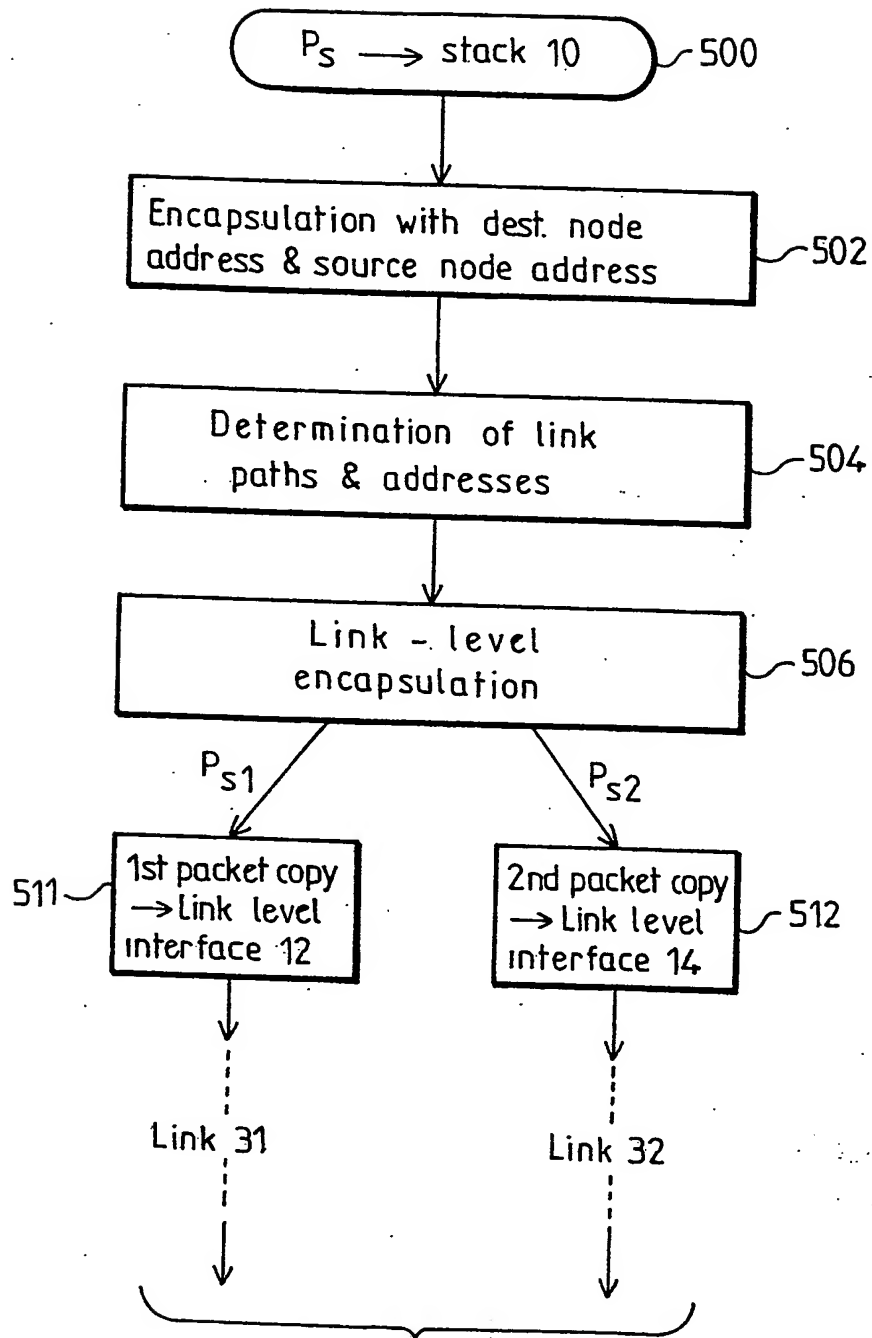 Ps → stack 10
500
Encapsulation with dest. node
address & source node address
502
Determination of link
paths & addresses
504
Link - level
encapsulation
506
Ps1
Ps2
511
1st packet copy
→ Link level
interface 12
2nd packet copy
→ Link level
interface 14
512
Link 31
Link 32